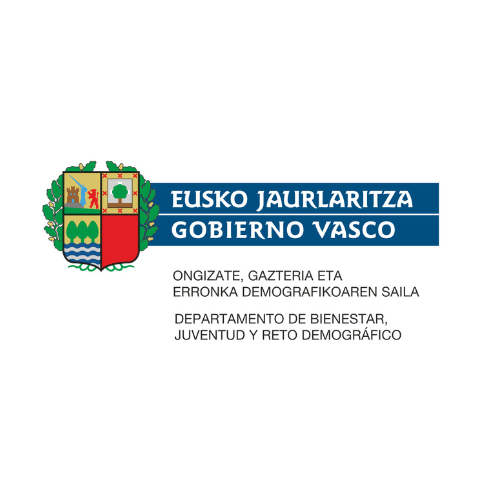 EUSKO JAURLARITZA
GOBIERNO VASCO
ONGIZATE, GAZTERIA ETA
ERRONKA DEMOGRAFIKOAREN SAILA
DEPARTAMENTO DE BIENESTAR,
JUVENTUD Y RETO DEMOGRÁFICO